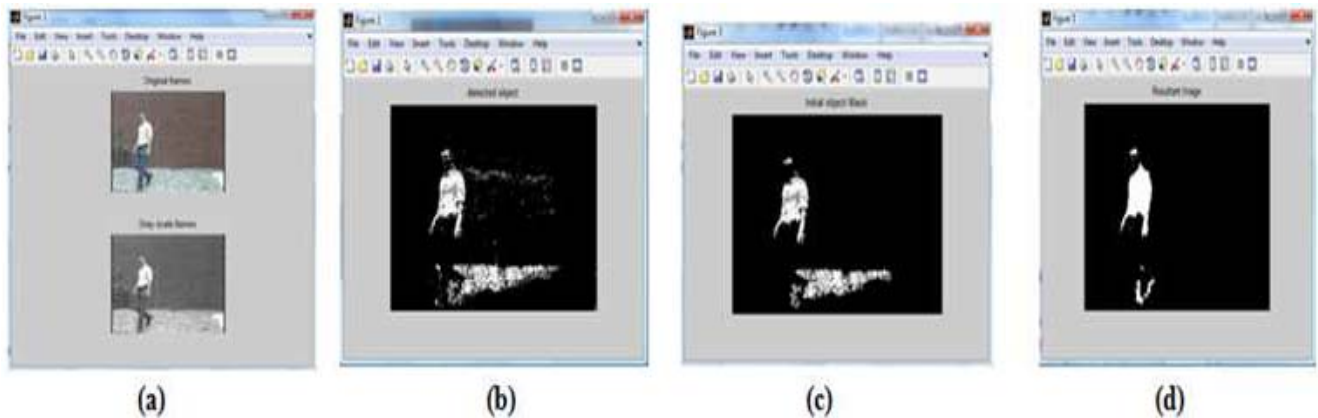 Figure 1
File Edit View Insert Tools Desktop Window Help
Original frames
Gray scale frames
(a)
Figure 1
File Edit View Insert Tools Desktop Window Help
detected object
(b)
Figure 1
File Edit View Insert Tools Desktop Window Help
Initial object Mask
(c)
Figure 1
File Edit View Insert Tools Desktop Window Help
Resultant Image
(d)